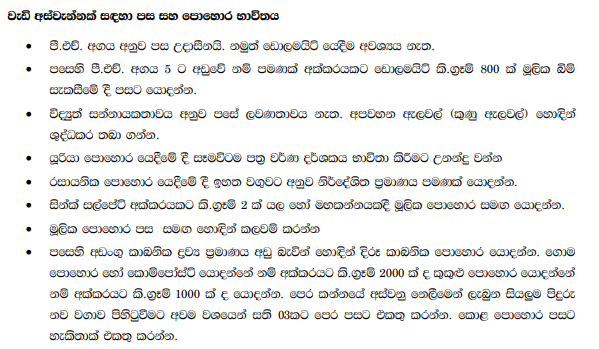 වැඩි අස්වැන්නක් සඳහා පස සහ පොහොර භාවිතය
• පී.එච්. අගය අනුව පස උදාසීනයි. නමුත් ඩොලමයිට් යෙදීම අවශ්‍යය නැත.
• පසෙහි පී.එච්. අගය 5 ට අඩුවේ නම් පමණක් අක්කරයකට ඩොලමයිට් කි.ග්‍රෑම් 800 ක් මූලික බිම්
සැකසීමේ දී පසට යොදන්න.
• විද්‍යුත් සන්නායකතාවය අනුව පසේ ලවණතාවය නැත. අපවහන ඇලවල් (කුණු ඇලවල්) හොඳින්
ශුද්ධකර තබා ගන්න.
• යූරියා පොහොර යෙදීමේ දී සෑමවිටම පත්‍ර වර්ණ දර්ශකය භාවිතා කිරීමට උනන්දු වන්න
• රසායනික පොහොර යෙදීමේ දී ඉහත වගුවට අනුව නිර්දේශිත ප්‍රමාණය පමණක් යොදන්න.
• සින්ක් සල්පේට් අක්කරයකට කි.ග්‍රෑම් 2 ක් යල හෝ මහකන්නයකදී මූලික පොහොර සමඟ යොදන්න.
• මූලික පොහොර පස සමඟ හොඳින් කලවම් කරන්න
• පසෙහි අඩංගු කාබනික ද්‍රව්‍ය ප්‍රමාණය අඩු බැවින් හොඳින් දිරූ කාබනික පොහොර යොදන්න. ගොම
පොහොර හෝ කොම්පෝස්ට් යොදන්නේ නම් අක්කරයට කි.ග්‍රෑම් 2000 ක් ද කුකුළු පොහොර යොදන්නේ
නම් අක්කරයට කි.ග්‍රෑම් 1000 ක් ද යොදන්න. පෙර කන්නයේ අස්වනු නෙලීමෙන් ලැබුන සියලුම පිදුරු
නව වගාව පිහිටුවීමට අවම වශයෙන් සති 03කට පෙර පසට එකතු කරන්න. කොළ පොහොර පසට
හැකිතාක් එකතු කරන්න.